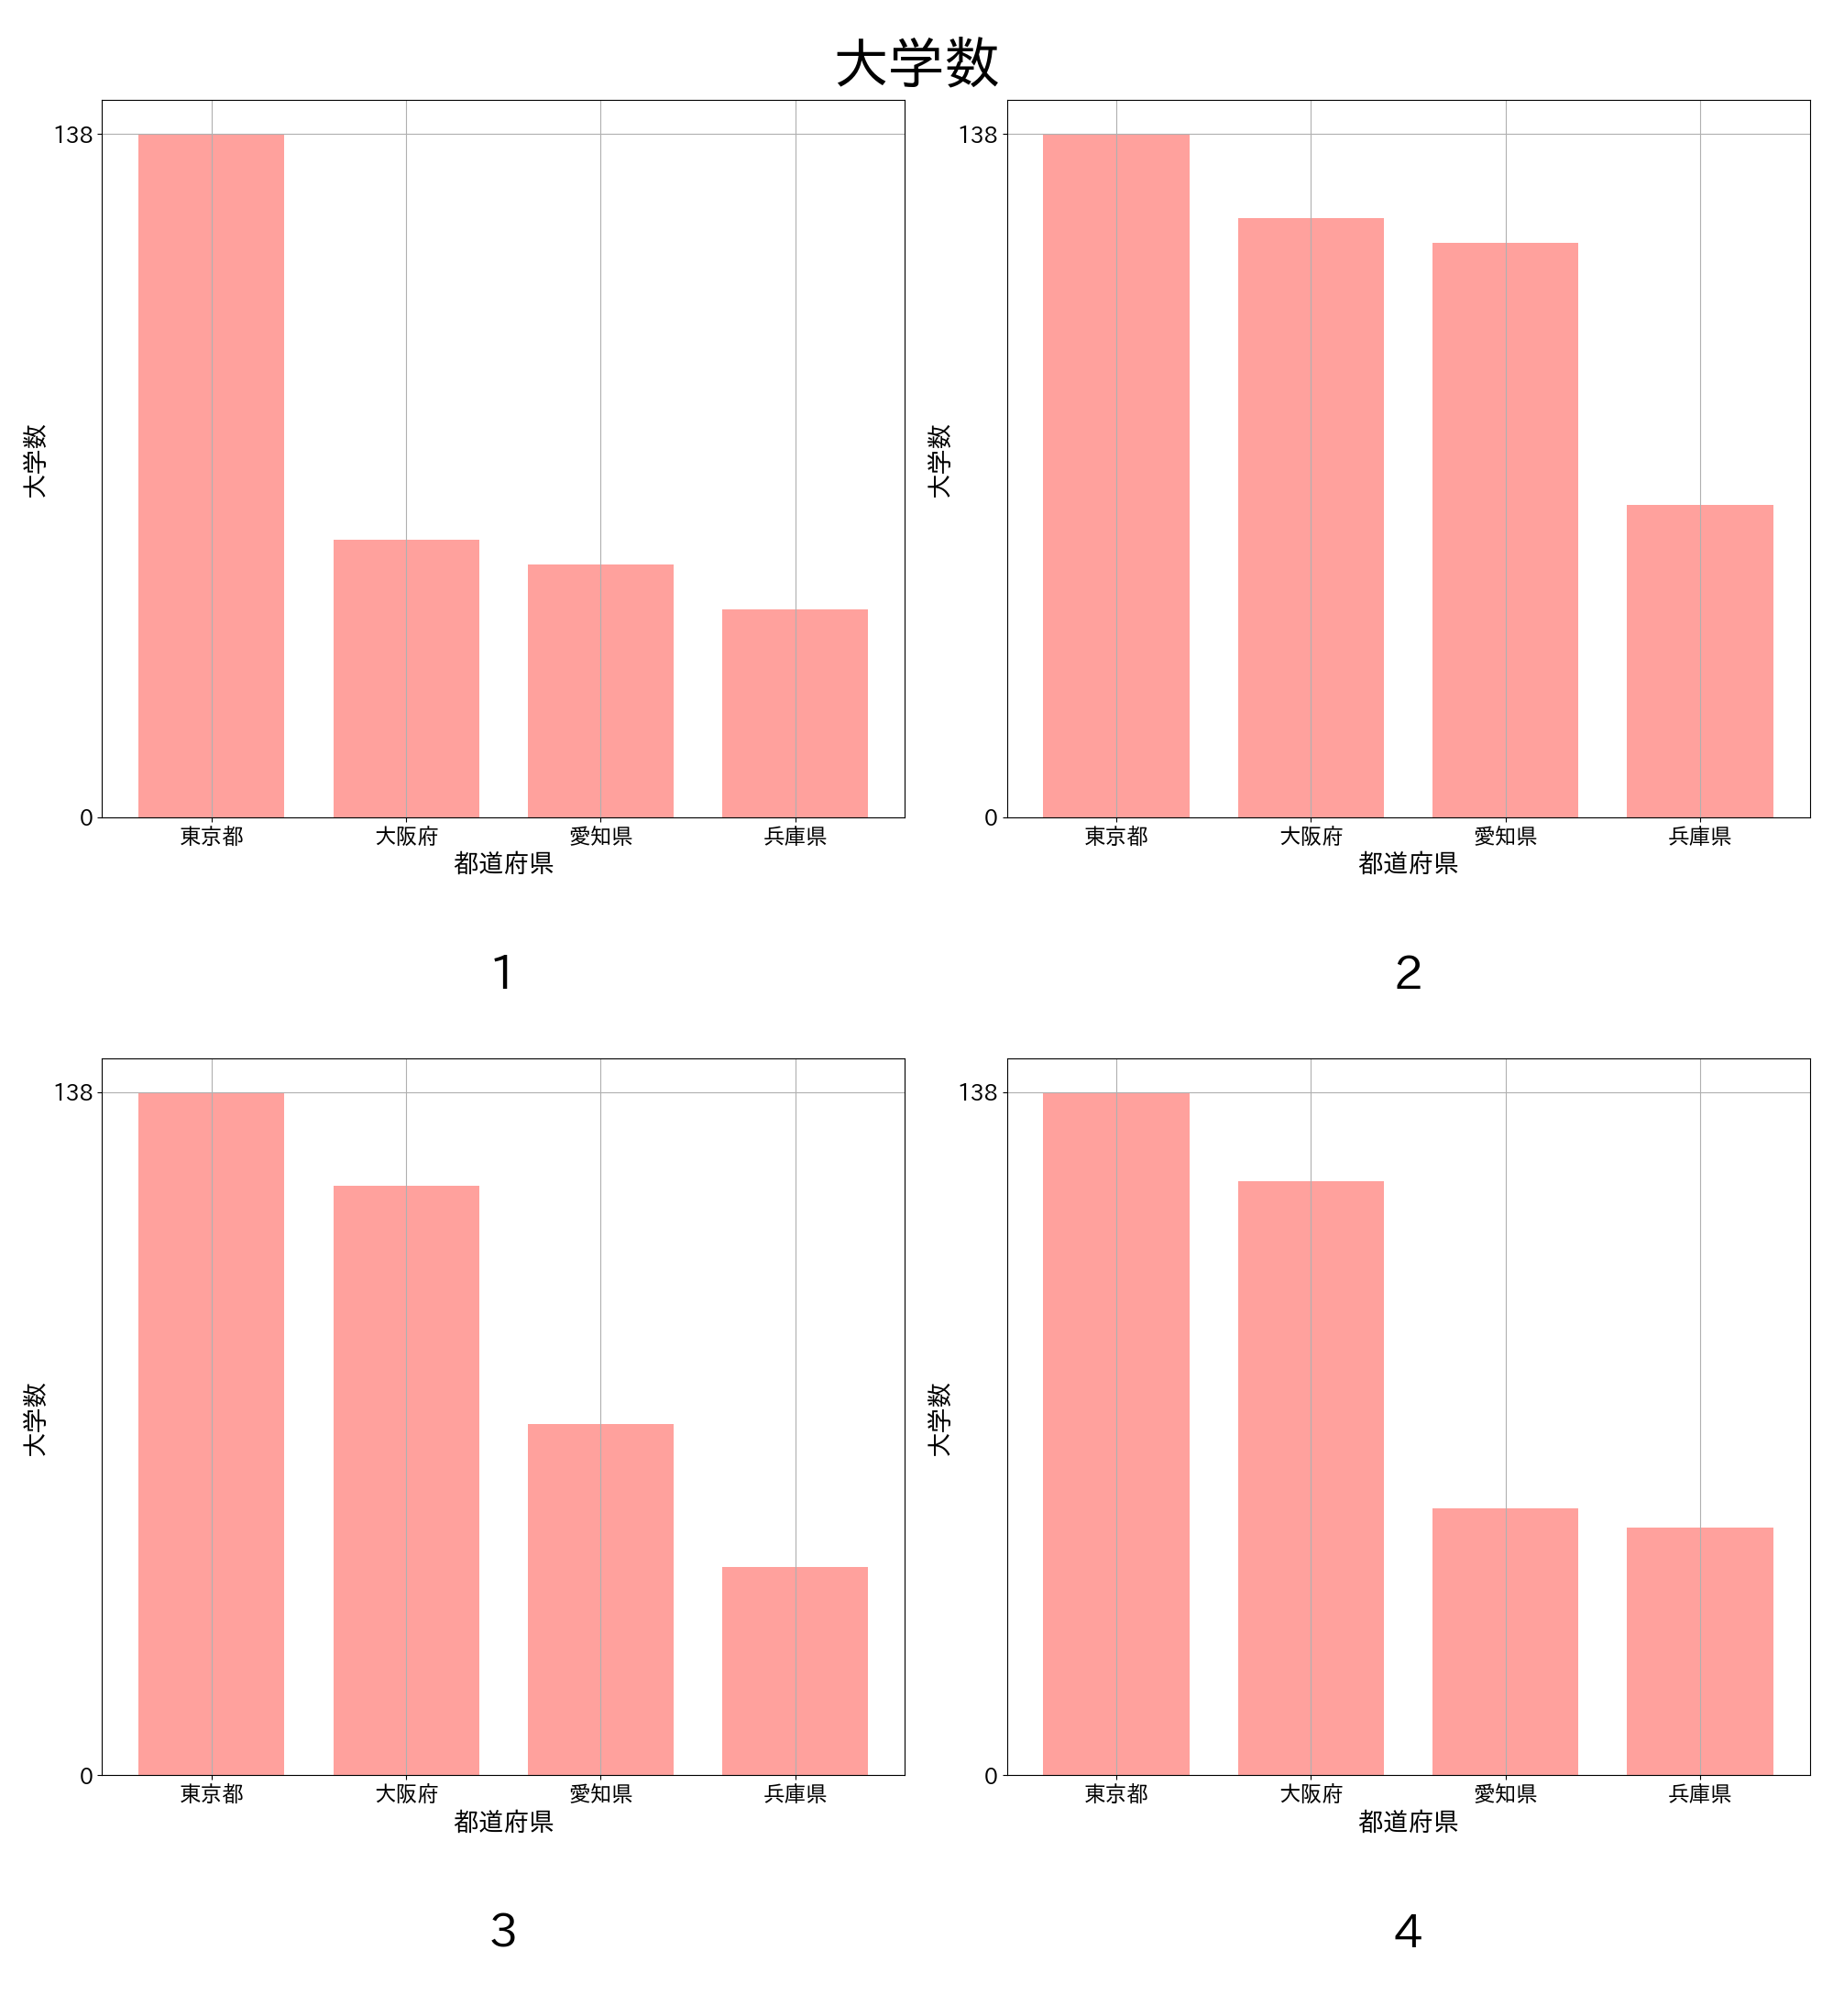 大学数
138
0
大学数
東京都 大阪府 愛知県 兵庫県
都道府県
1
138
0
大学数
東京都 大阪府 愛知県 兵庫県
都道府県
2
138
0
大学数
東京都 大阪府 愛知県 兵庫県
都道府県
3
138
0
大学数
東京都 大阪府 愛知県 兵庫県
都道府県
4